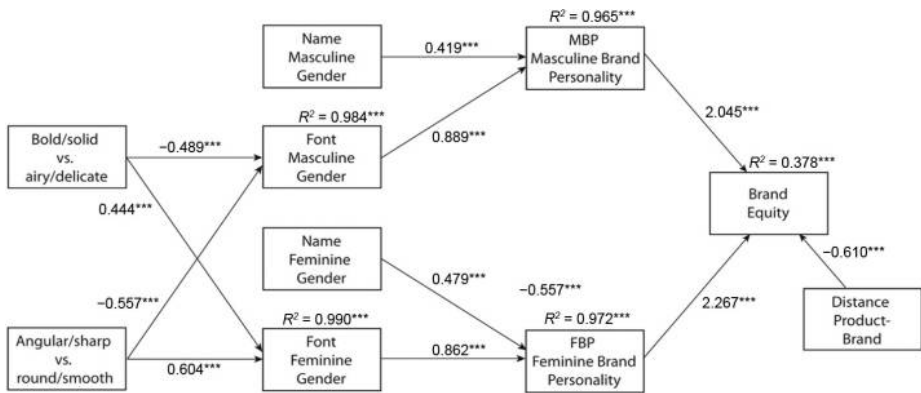 R² = 0.965***
Name
Masculine
Gender
0.419***
MBP
Masculine Brand
Personality
R² = 0.984***
2.045***
Bold/solid
vs.
airy/delicate
−0.489***
Font
Masculine
Gender
0.889***
R² = 0.378***
0.444***
Brand
Equity
Name
Feminine
Gender
−0.610***
0.479***
−0.557***
−0.557***
2.267***
Distance
Product-
Brand
R² = 0.990***
R² = 0.972***
Angular/sharp
vs.
round/smooth
0.604***
Font
Feminine
Gender
0.862***
FBP
Feminine Brand
Personality